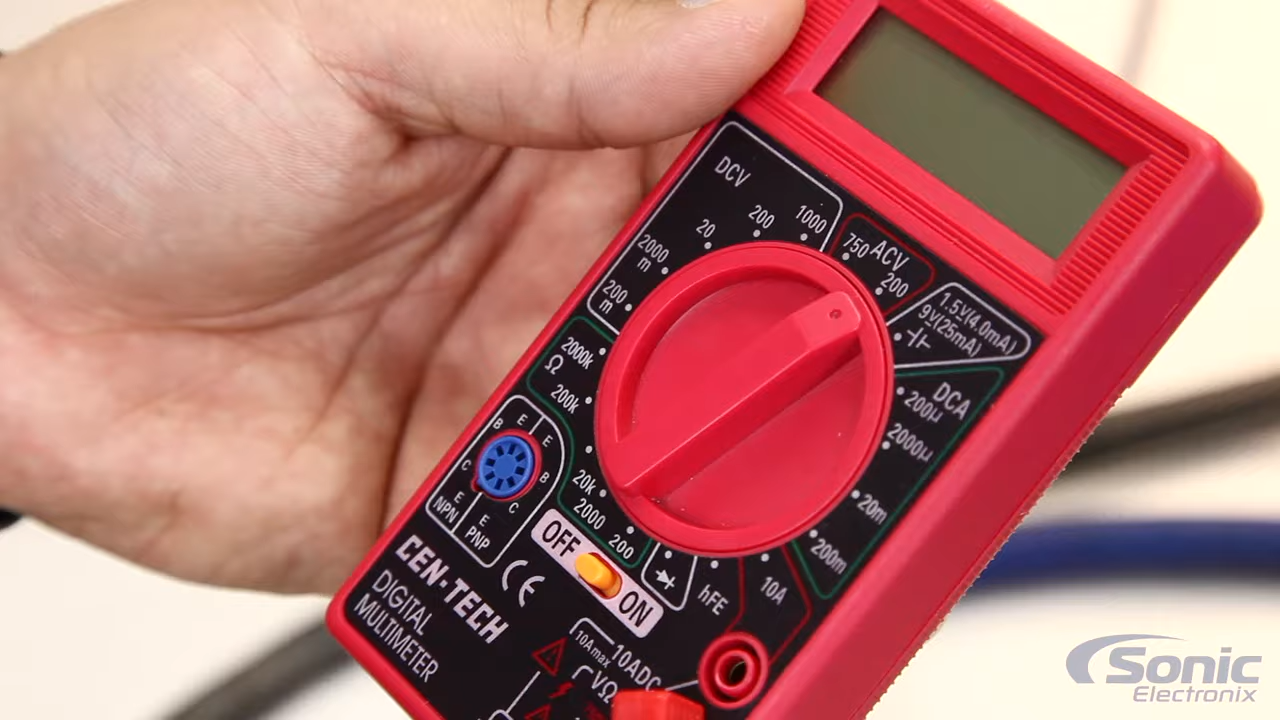 DCV
200
m
2000
m
20
200
1000
750 ACV
200
1.5V(4.0mA)
9V(25mA)
DCA
200µ
2000µ
20m
200m
10A
hFE
2000k
Ω
200k
20k
2000
200
B E E
C B
E C
NPN E
PNP
OFF
ON
CEN-TECH
CE
DIGITAL
MULTIMETER
10A max
10ADC
VΩ
Sonic
Electronix